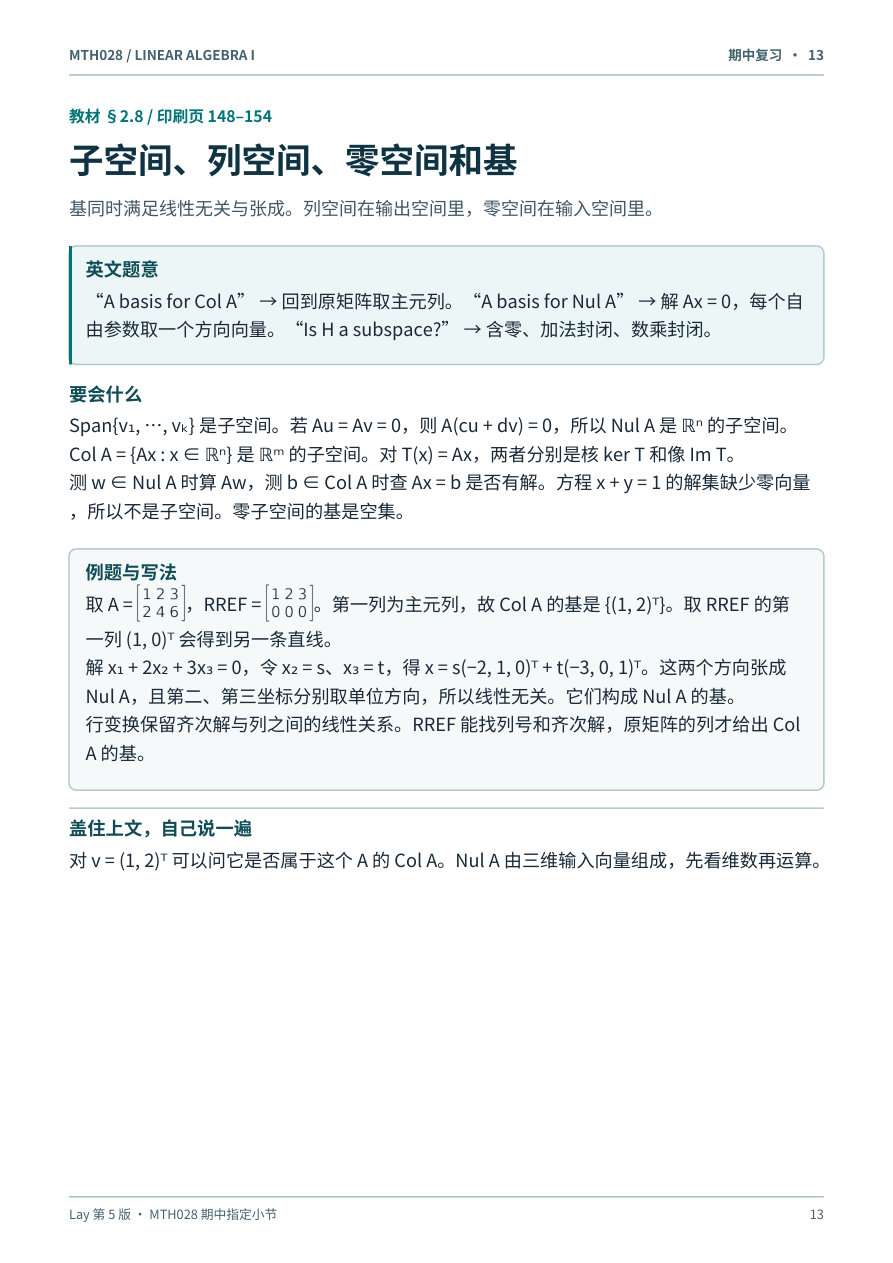 MTH028 / LINEAR ALGEBRA I
期中复习 · 13
教材 §2.8 / 印刷页 148–154
子空间、列空间、零空间和基
基同时满足线性无关与张成。列空间在输出空间里，零空间在输入空间里。
英文题意
“A basis for Col A” → 回到原矩阵取主元列。“A basis for Nul A” → 解 Ax = 0，每个自
由参数取一个方向向量。“Is H a subspace?” → 含零、加法封闭、数乘封闭。
要会什么
Span{v₁, ⋯, vₖ} 是子空间。若 Au = Av = 0，则 A(cu + dv) = 0，所以 Nul A 是 ℝⁿ 的子空间。
Col A = {Ax : x ∈ ℝⁿ} 是 ℝᵐ 的子空间。对 T(x) = Ax，两者分别是核 ker T 和像 Im T。
测 w ∈ Nul A 时算 Aw，测 b ∈ Col A 时查 Ax = b 是否有解。方程 x + y = 1 的解集缺少零向量
，所以不是子空间。零子空间的基是空集。
例题与写法
取 A = [1 2 3; 2 4 6]，RREF = [1 2 3; 0 0 0]。第一列为主元列，故 Col A 的基是 {(1, 2)ᵀ}。取 RREF 的第
一列 (1, 0)ᵀ 会得到另一条直线。
解 x₁ + 2x₂ + 3x₃ = 0，令 x₂ = s、x₃ = t，得 x = s(−2, 1, 0)ᵀ + t(−3, 0, 1)ᵀ。这两个方向张成
Nul A，且第二、第三坐标分别取单位方向，所以线性无关。它们构成 Nul A 的基。
行变换保留齐次解与列之间的线性关系。RREF 能找列号和齐次解，原矩阵的列才给出 Col
A 的基。
盖住上文，自己说一遍
对 v = (1, 2)ᵀ 可以问它是否属于这个 A 的 Col A。Nul A 由三维输入向量组成，先看维数再运算。
Lay 第 5 版 · MTH028 期中指定小节
13